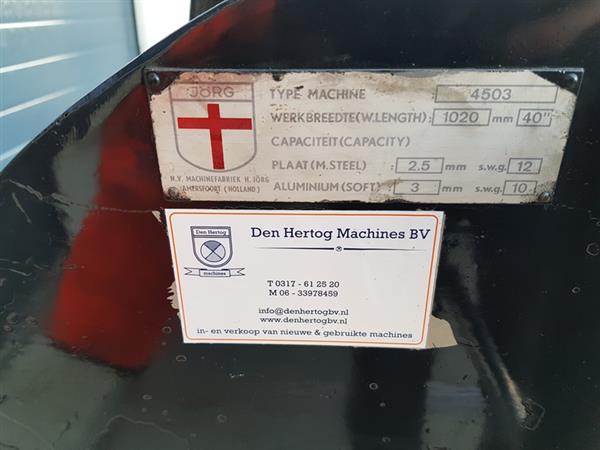 JÖRG
TYPE MACHINE 4503
WERKBREEDTE(W.LENGTH): 1020 mm 40"
CAPACITEIT(CAPACITY)
PLAAT(M.STEEL) 2.5 mm s.w.g. 12
ALUMINIUM(SOFT) 3 mm s.w.g. 10
N.V. MACHINEFABRIEK H. JÖRG
AMERSFOORT (HOLLAND)
Den Hertog
machines
Den Hertog Machines BV
T 0317 - 61 25 20
M 06 - 33978459
info@denhertogbv.nl
www.denhertogbv.nl
in- en verkoop van nieuwe & gebruikte machines